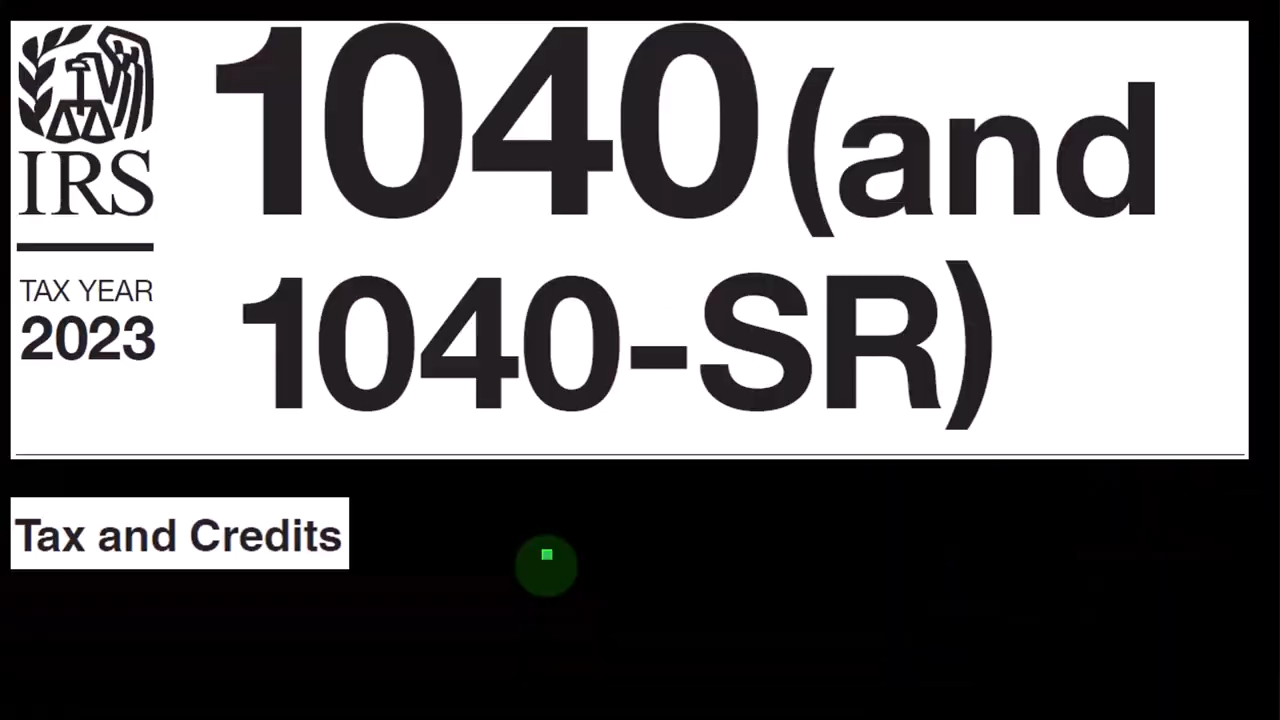 IRS
TAX YEAR
2023
1040 (and
1040-SR)
Tax and Credits